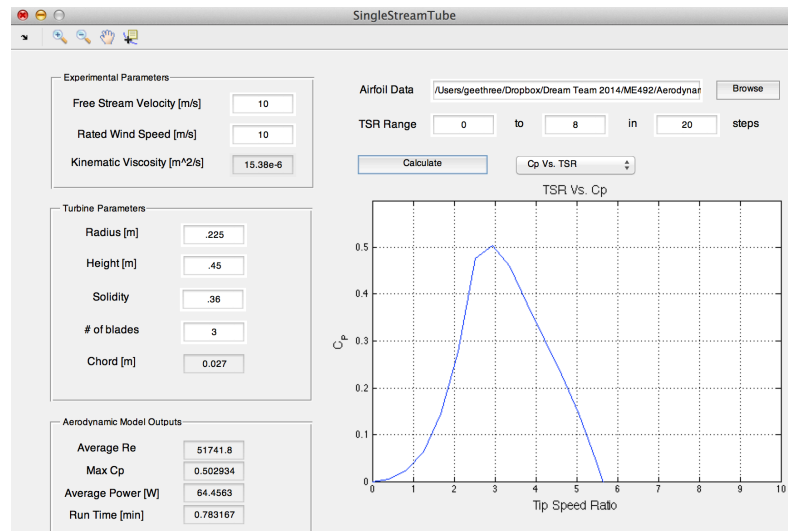 SingleStreamTube
Experimental Parameters
Free Stream Velocity [m/s] 10
Rated Wind Speed [m/s] 10
Kinematic Viscosity [m^2/s] 15.38e-6
Turbine Parameters
Radius [m] .225
Height [m] .45
Solidity .36
# of blades 3
Chord [m] 0.027
Aerodynamic Model Outputs
Average Re 51741.8
Max Cp 0.502934
Average Power [W] 64.4563
Run Time [min] 0.783167
Airfoil Data /Users/geethree/Dropbox/Dream Team 2014/ME492/Aerodynar Browse
TSR Range 0 to 8 in 20 steps
Calculate Cp Vs. TSR
TSR Vs. Cp
0.5
0.4
0.3
0.2
0.1
0
CP
0 1 2 3 4 5 6 7 8 9 10
Tip Speed Ratio